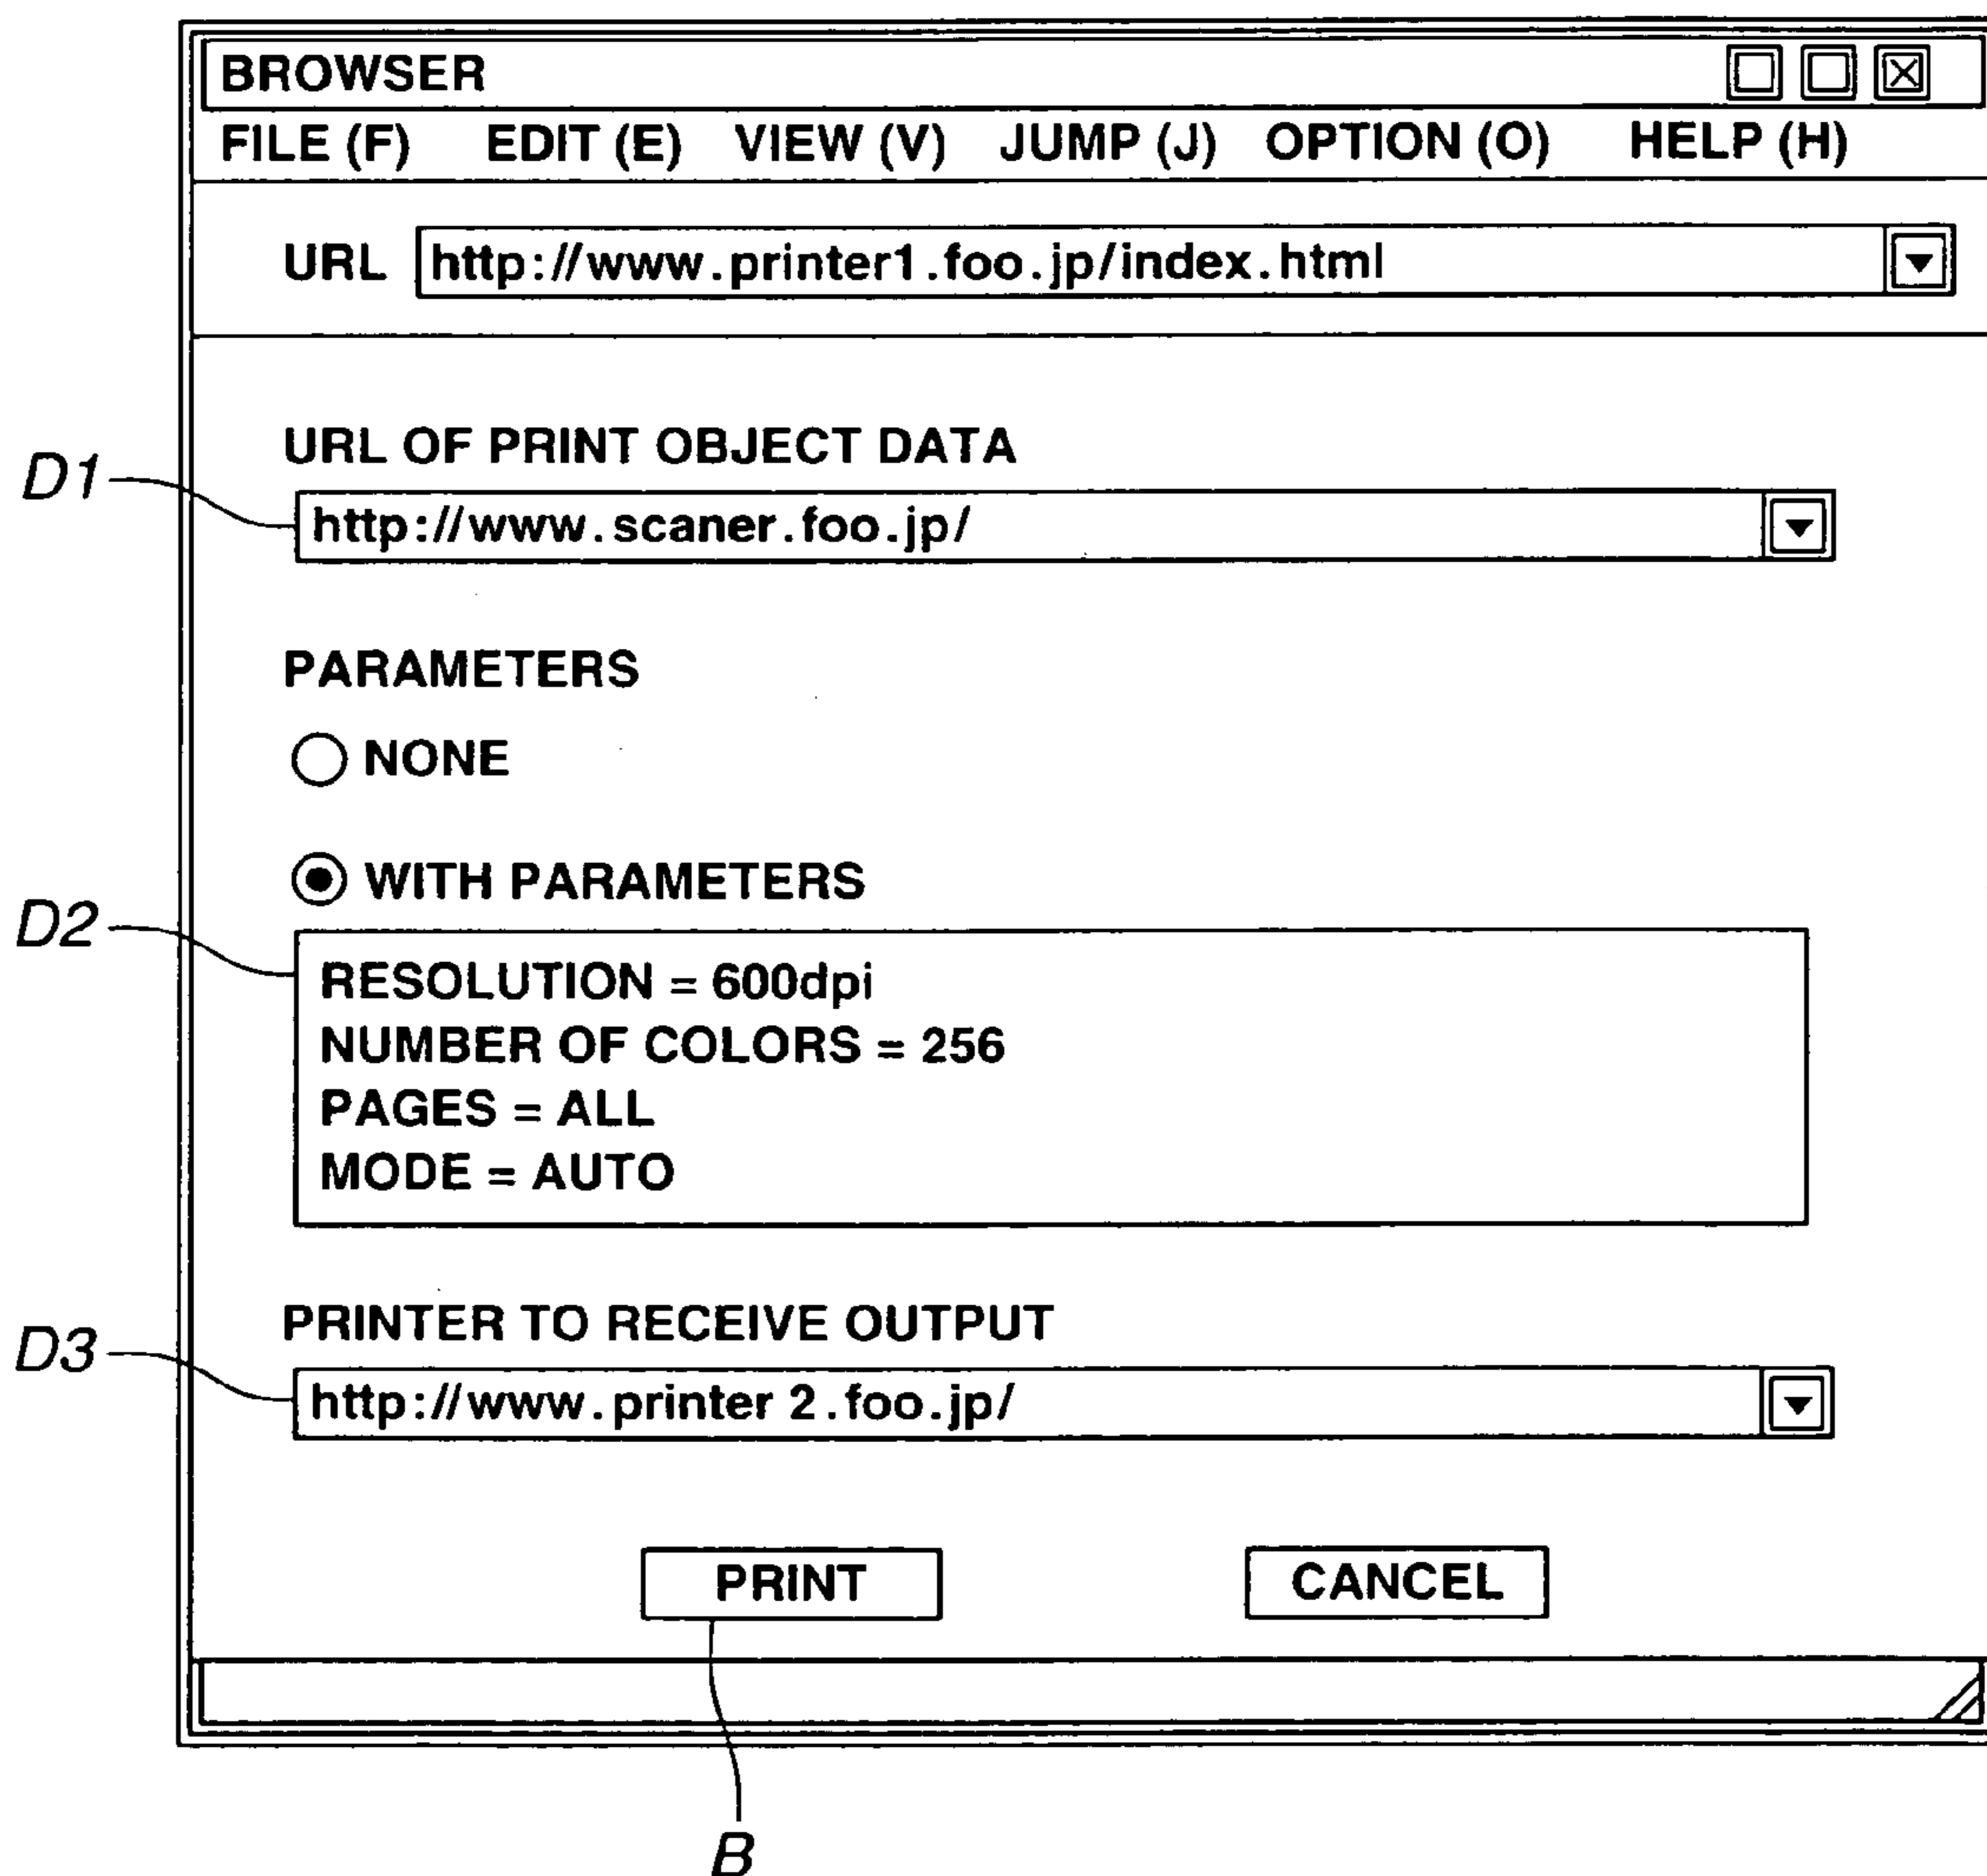 BROWSER
FILE (F) EDIT (E) VIEW (V) JUMP (J) OPTION (O) HELP (H)
URL http://www.printer1.foo.jp/index.html
URL OF PRINT OBJECT DATA
D1
http://www.scaner.foo.jp/
PARAMETERS
NONE
WITH PARAMETERS
D2
RESOLUTION = 600dpi
NUMBER OF COLORS = 256
PAGES = ALL
MODE = AUTO
PRINTER TO RECEIVE OUTPUT
D3
http://www.printer 2.foo.jp/
PRINT CANCEL
B